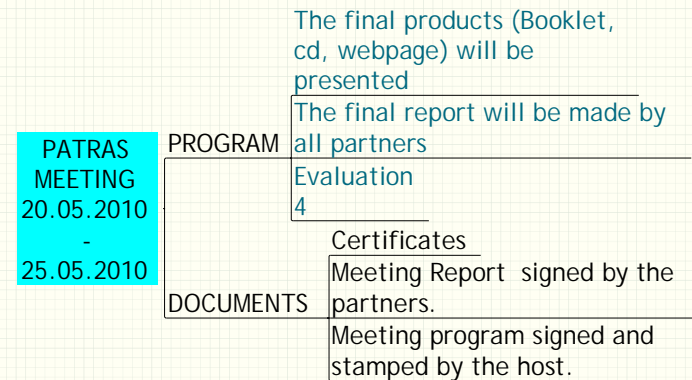 PATRAS
MEETING
20.05.2010
-
25.05.2010
PROGRAM
The final products (Booklet,
cd, webpage) will be
presented
The final report will be made by
all partners
Evaluation
4
DOCUMENTS
Certificates
Meeting Report signed by the
partners.
Meeting program signed and
stamped by the host.